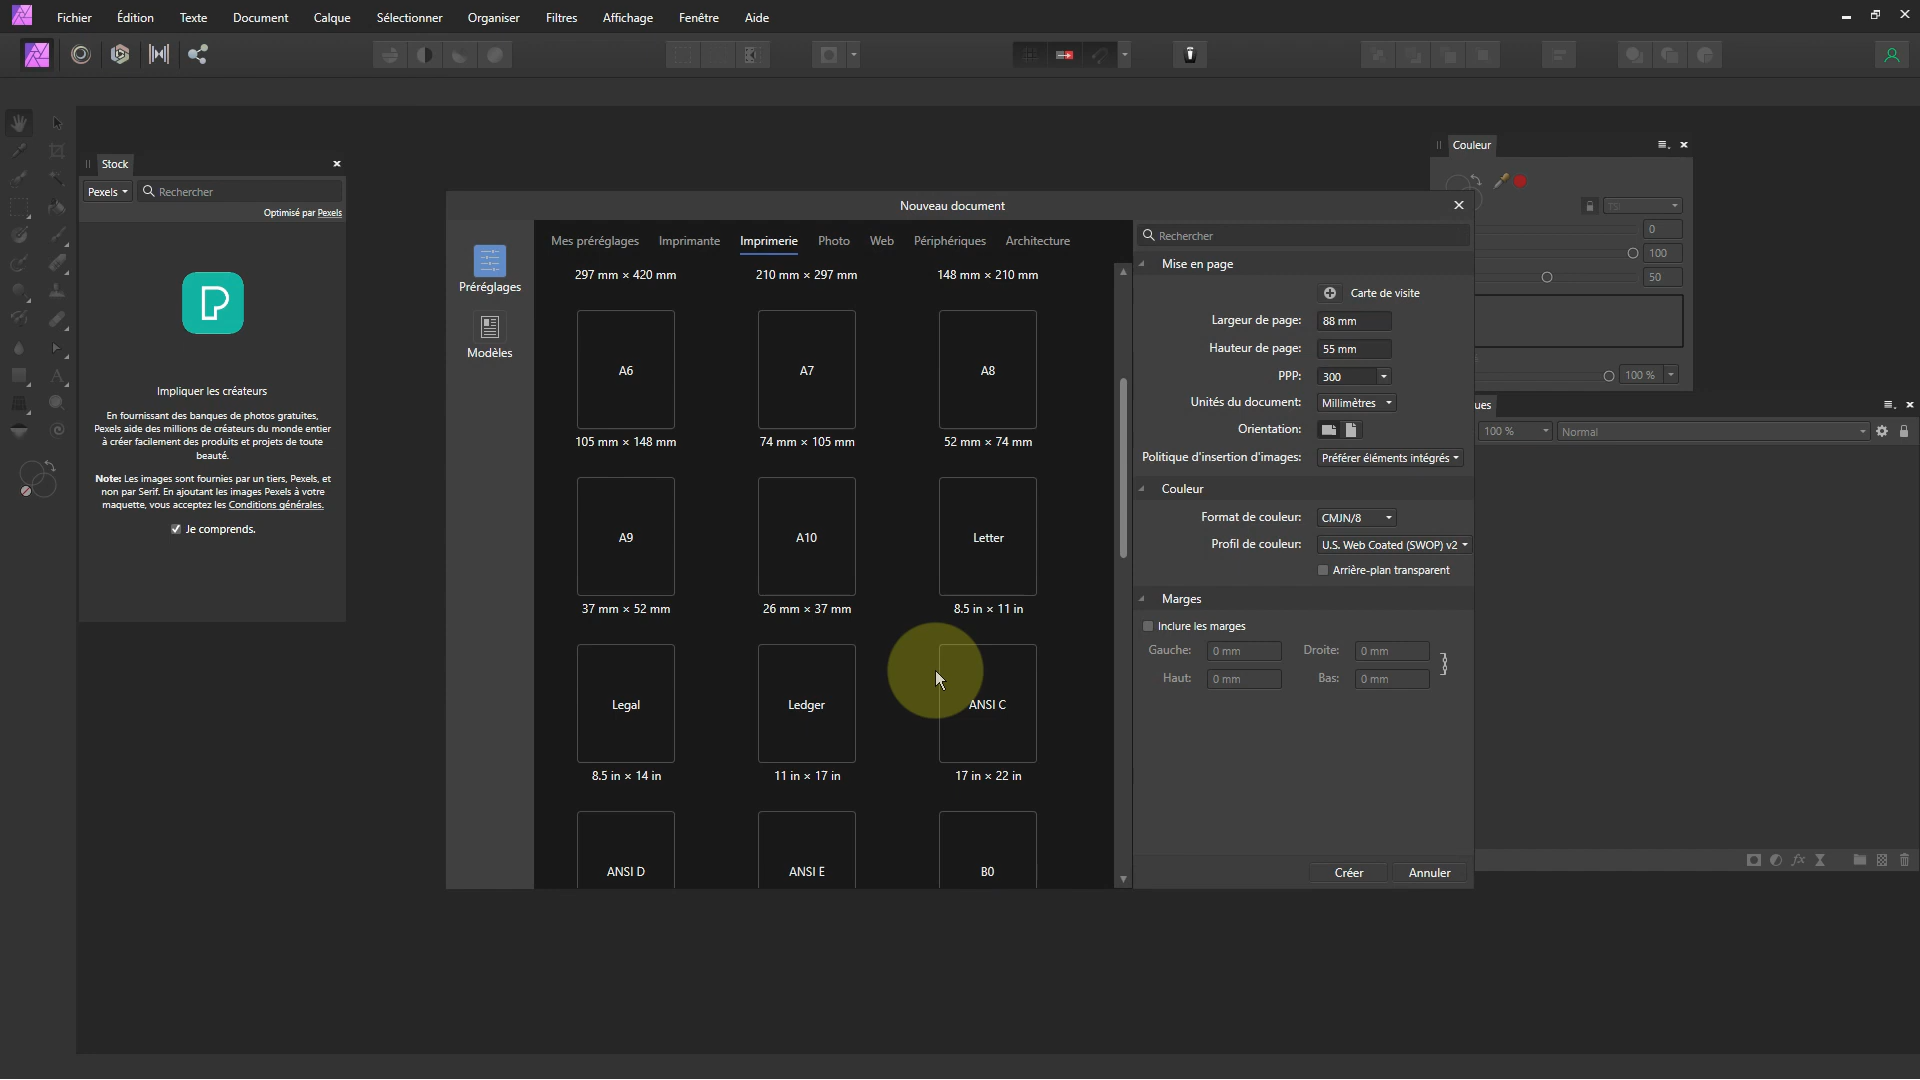 Fichier Édition Texte Document Calque Sélectionner Organiser Filtres Affichage Fenêtre Aide
Stock
Pexels Rechercher
Optimisé par Pexels
Impliquer les créateurs
En fournissant des banques de photos gratuites,
Pexels aide des millions de créateurs du monde entier
à créer facilement des produits et projets de toute
beauté.
Note: Les images sont fournies par un tiers, Pexels, et
non par Serif. En ajoutant les images Pexels à votre
maquette, vous acceptez les Conditions générales.
Je comprends.
Nouveau document
Préréglages
Modèles
Mes préréglages Imprimante Imprimerie Photo Web Périphériques Architecture
297 mm × 420 mm 210 mm × 297 mm 148 mm × 210 mm
A6 A7 A8
105 mm × 148 mm 74 mm × 105 mm 52 mm × 74 mm
A9 A10 Letter
37 mm × 52 mm 26 mm × 37 mm 8.5 in × 11 in
Legal Ledger ANSI C
8.5 in × 14 in 11 in × 17 in 17 in × 22 in
ANSI D ANSI E B0
Rechercher
Mise en page
Carte de visite
Largeur de page: 88 mm
Hauteur de page: 55 mm
PPP: 300
Unités du document: Millimètres
Orientation:
Politique d'insertion d'images: Préférer éléments intégrés
Couleur
Format de couleur: CMJN/8
Profil de couleur: U.S. Web Coated (SWOP) v2
Arrière-plan transparent
Marges
Inclure les marges
Gauche: 0 mm Droite: 0 mm
Haut: 0 mm Bas: 0 mm
Créer Annuler
Couleur
TSL
0
100
50
100 %
ues
100 % Normal